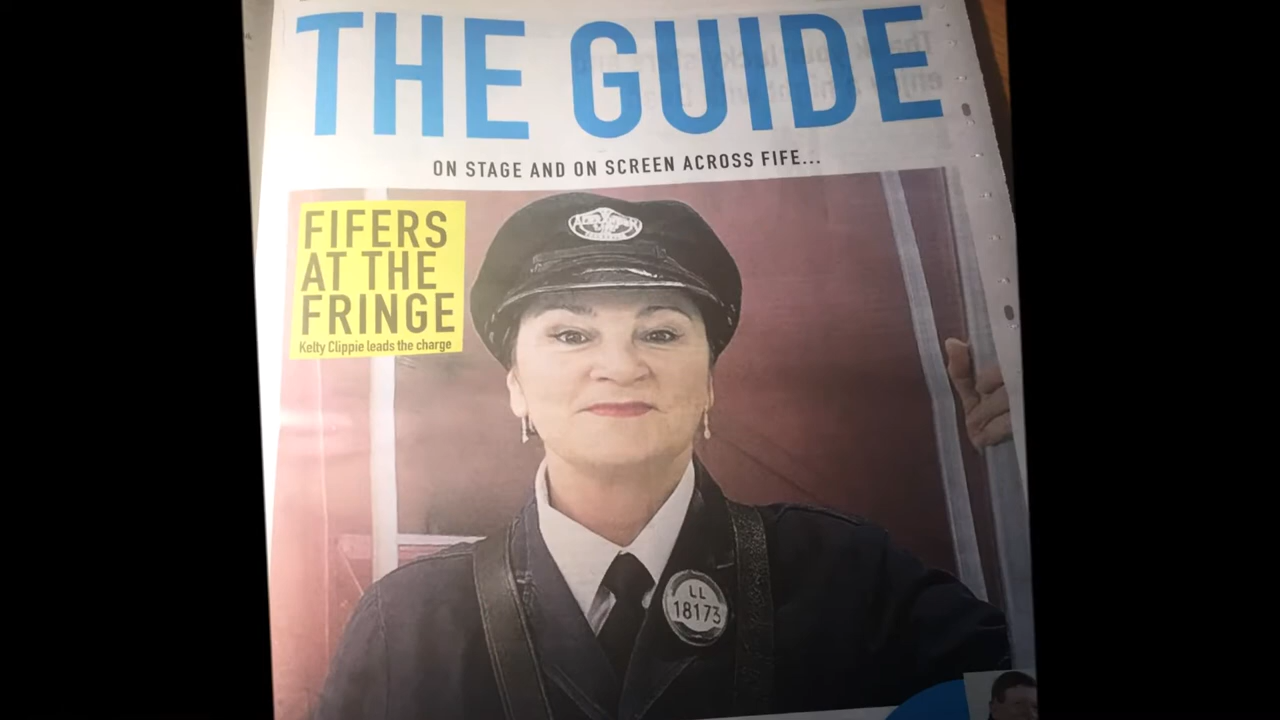 THE GUIDE
ON STAGE AND ON SCREEN ACROSS FIFE...
FIFERS
AT THE
FRINGE
Kelty Clippie leads the charge
LL
18173